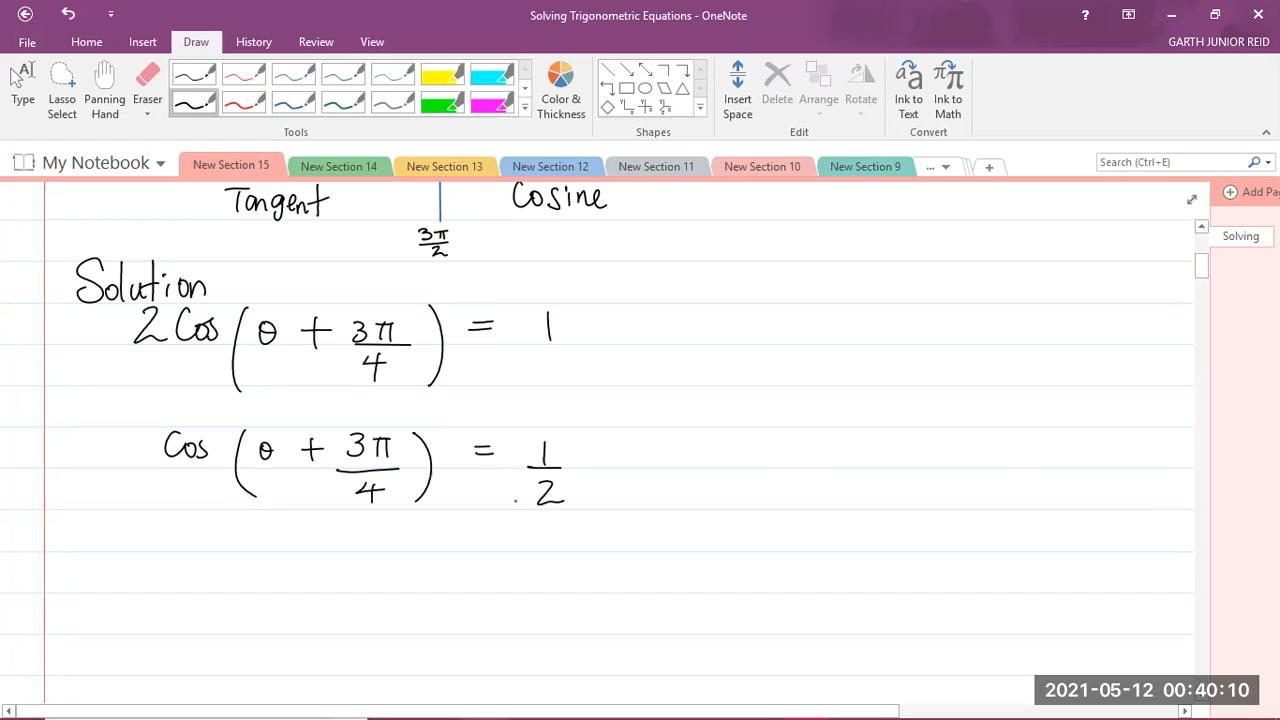 Solving Trigonometric Equations - OneNote
File Home Insert Draw History Review View GARTH JUNIOR REID
Type Lasso Select Panning Hand Eraser Color & Thickness Insert Space Delete Arrange Rotate Ink to Text Ink to Math
Tools Shapes Edit Convert
My Notebook New Section 15 New Section 14 New Section 13 New Section 12 New Section 11 New Section 10 New Section 9 ... Search (Ctrl+E)
Add Pag
Solving
Tangent Cosine
3π/2
Solution
2Cos(θ + 3π/4) = 1
Cos(θ + 3π/4) = 1/2
2021-05-12 00:40:10